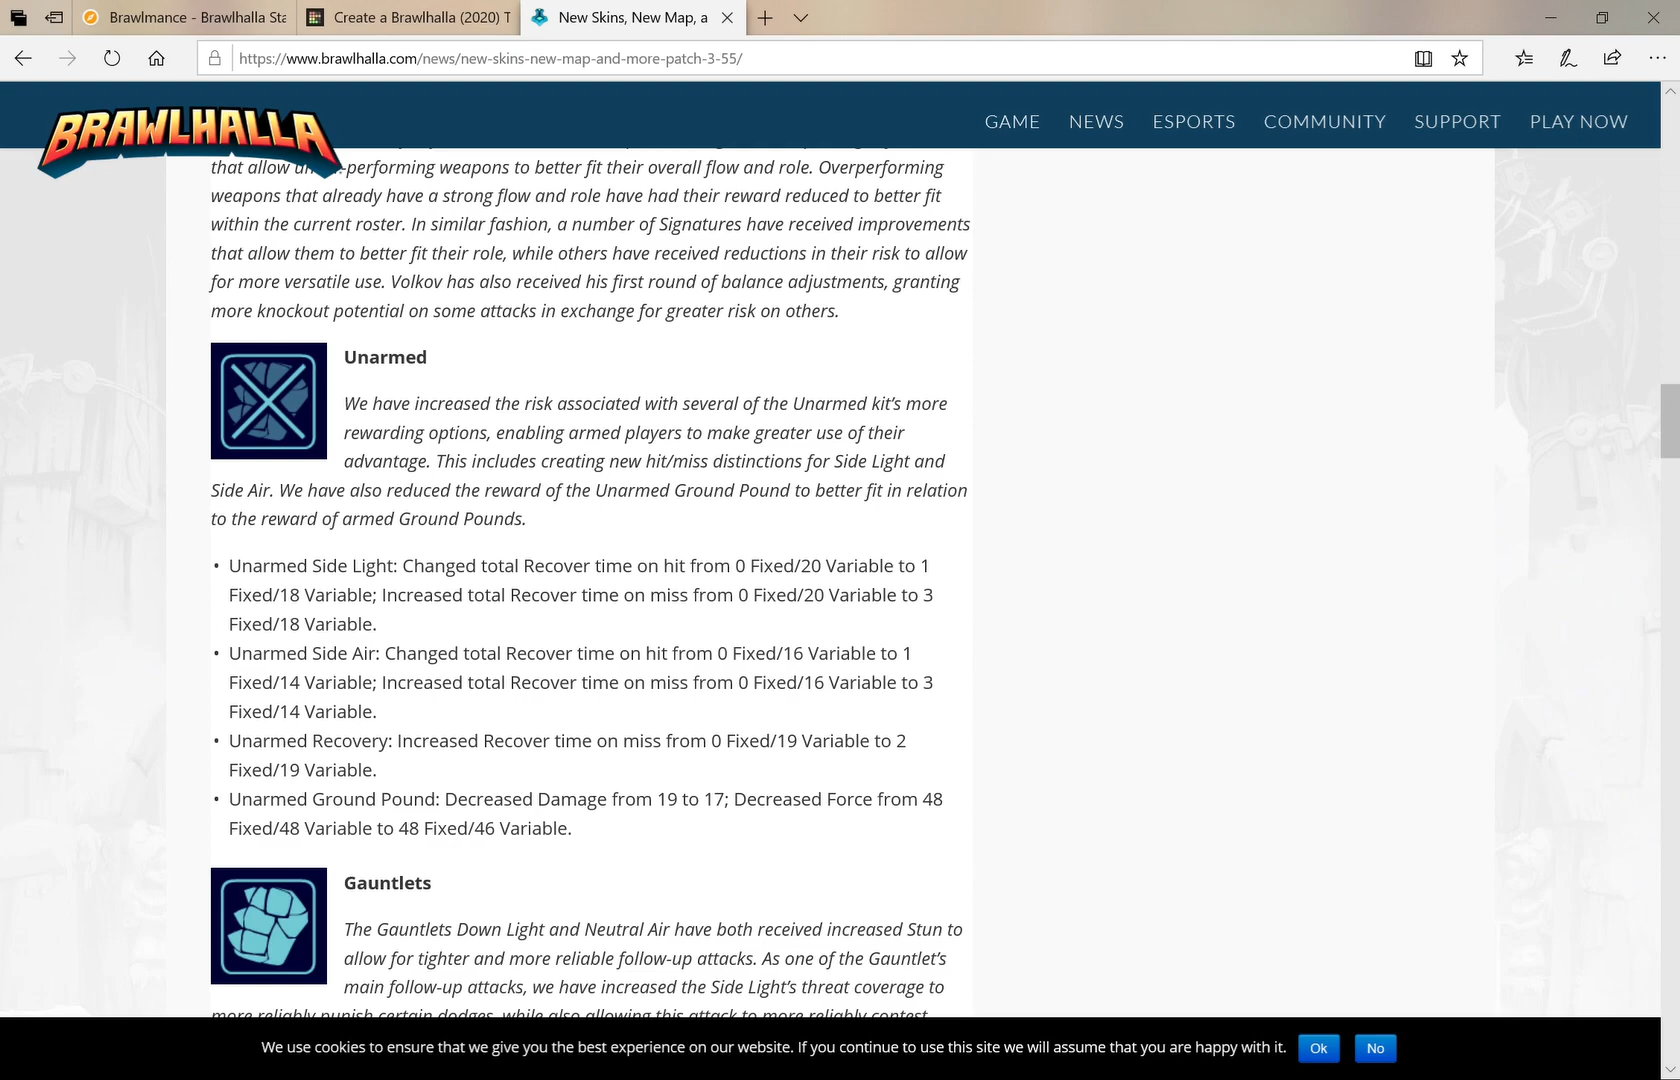 Brawlmance - Brawlhalla Sta
Create a Brawlhalla (2020) T
New Skins, New Map, a
https://www.brawlhalla.com/news/new-skins-new-map-and-more-patch-3-55/
BRAWLHALLA
GAME NEWS ESPORTS COMMUNITY SUPPORT PLAY NOW
that allow -performing weapons to better fit their overall flow and role. Overperforming
weapons that already have a strong flow and role have had their reward reduced to better fit
within the current roster. In similar fashion, a number of Signatures have received improvements
that allow them to better fit their role, while others have received reductions in their risk to allow
for more versatile use. Volkov has also received his first round of balance adjustments, granting
more knockout potential on some attacks in exchange for greater risk on others.
Unarmed
We have increased the risk associated with several of the Unarmed kit’s more
rewarding options, enabling armed players to make greater use of their
advantage. This includes creating new hit/miss distinctions for Side Light and
Side Air. We have also reduced the reward of the Unarmed Ground Pound to better fit in relation
to the reward of armed Ground Pounds.
• Unarmed Side Light: Changed total Recover time on hit from 0 Fixed/20 Variable to 1
Fixed/18 Variable; Increased total Recover time on miss from 0 Fixed/20 Variable to 3
Fixed/18 Variable.
• Unarmed Side Air: Changed total Recover time on hit from 0 Fixed/16 Variable to 1
Fixed/14 Variable; Increased total Recover time on miss from 0 Fixed/16 Variable to 3
Fixed/14 Variable.
• Unarmed Recovery: Increased Recover time on miss from 0 Fixed/19 Variable to 2
Fixed/19 Variable.
• Unarmed Ground Pound: Decreased Damage from 19 to 17; Decreased Force from 48
Fixed/48 Variable to 48 Fixed/46 Variable.
Gauntlets
The Gauntlets Down Light and Neutral Air have both received increased Stun to
allow for tighter and more reliable follow-up attacks. As one of the Gauntlet’s
main follow-up attacks, we have increased the Side Light’s threat coverage to
more reliably punish certain dodges, while also allowing this attack to more reliably contest
We use cookies to ensure that we give you the best experience on our website. If you continue to use this site we will assume that you are happy with it. Ok No